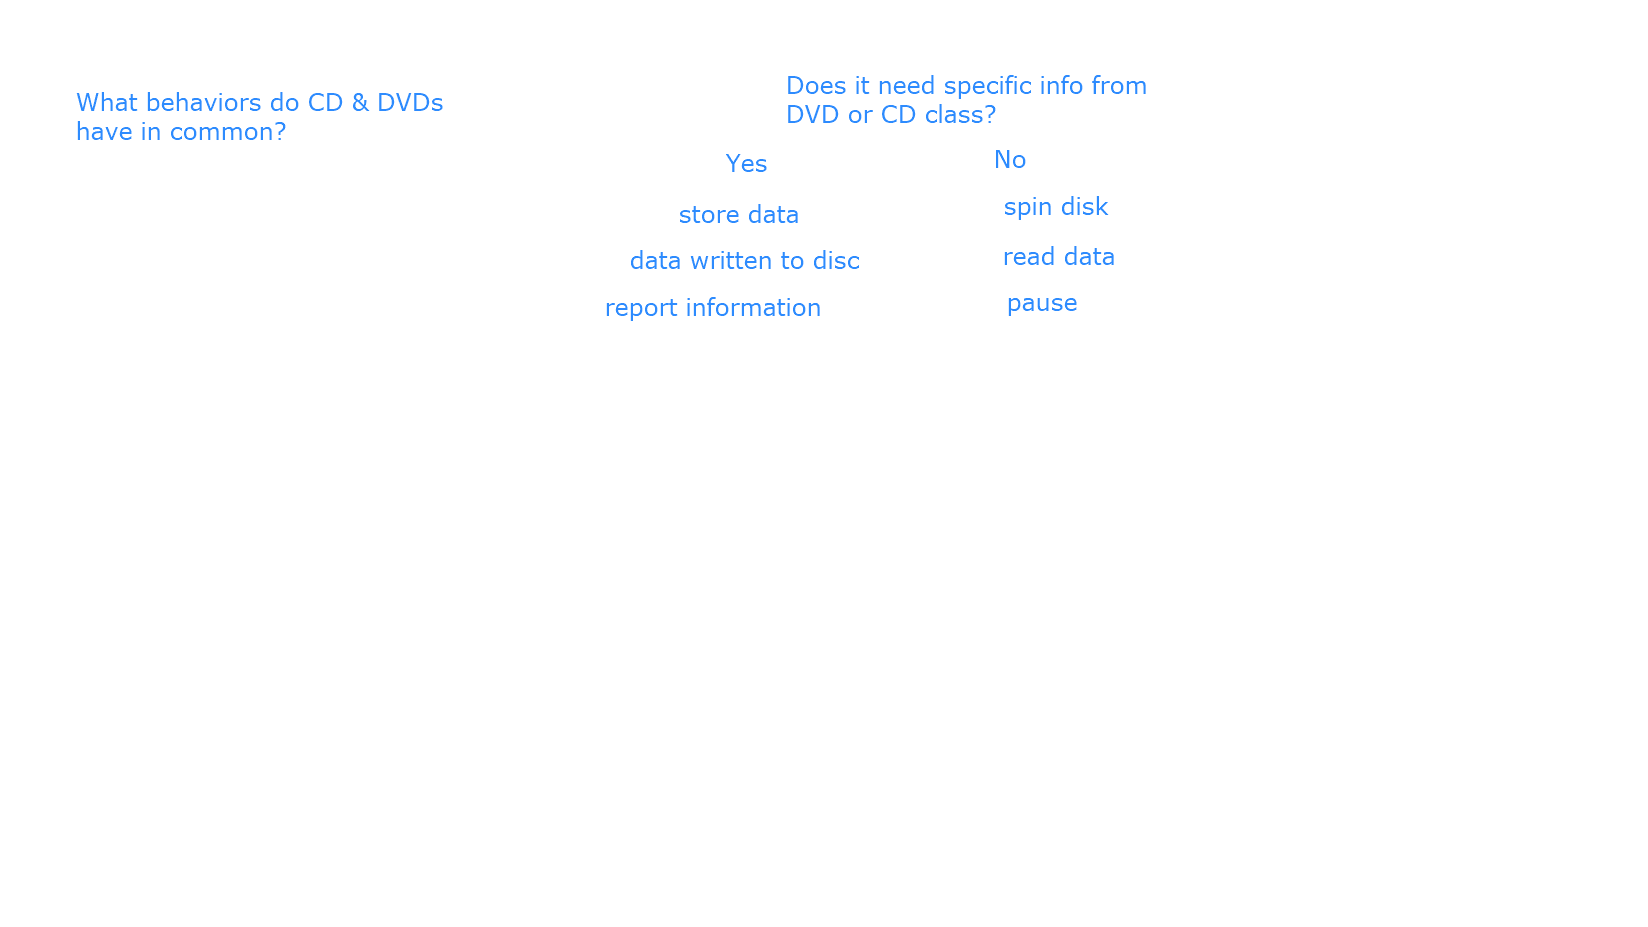 What behaviors do CD & DVDs
have in common?
Does it need specific info from
DVD or CD class?
Yes
No
store data
spin disk
data written to disc
read data
report information
pause